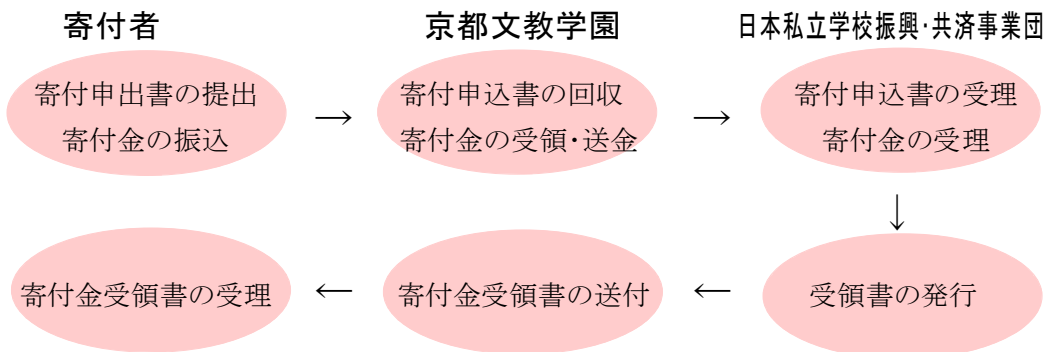 寄付者
京都文教学園
日本私立学校振興・共済事業団
寄付申出書の提出
寄付金の振込
→
寄付申込書の回収
寄付金の受領・送金
→
寄付申込書の受理
寄付金の受理
↓
寄付金受領書の受理
←
寄付金受領書の送付
←
受領書の発行